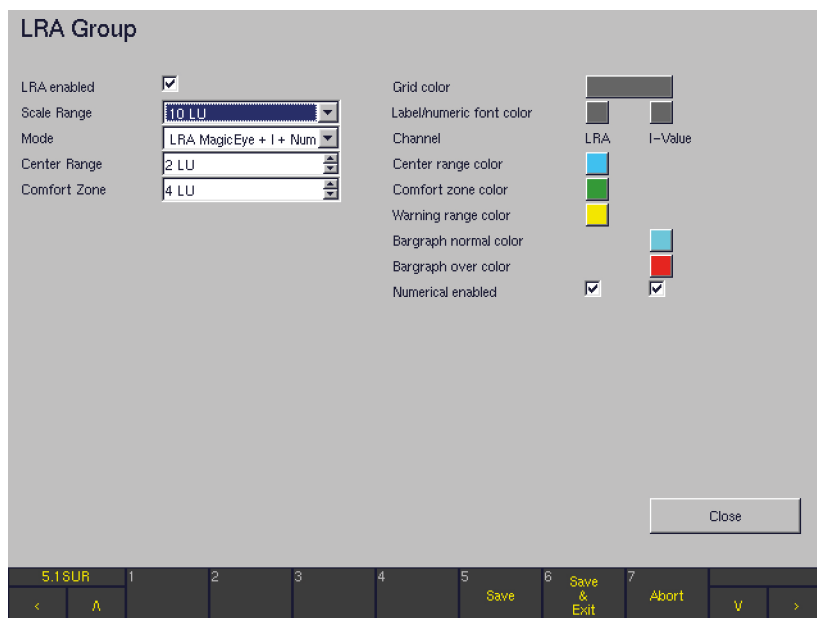 LRA Group
LRA enabled
Scale Range 10 LU
Mode LRA MagicEye + I + Num
Center Range 2 LU
Comfort Zone 4 LU
Grid color
Label/numeric font color
Channel LRA I-Value
Center range color
Comfort zone color
Warning range color
Bargraph normal color
Bargraph over color
Numerical enabled
Close
5.1SUR 1 2 3 4 5 Save 6 Save & Exit 7 Abort
< Λ V >